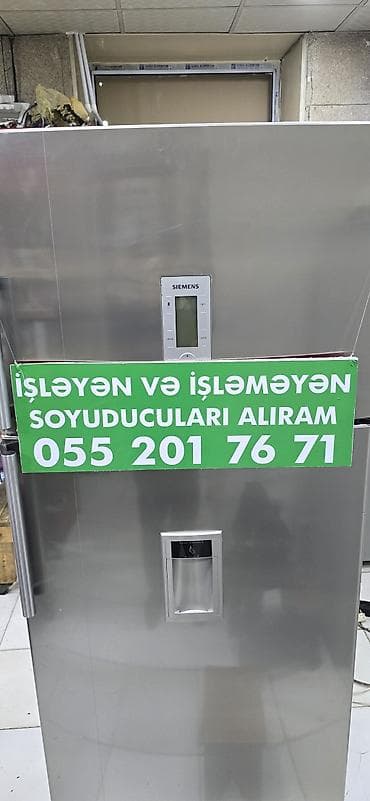 SIEMENS
İŞLƏYƏN VƏ İŞLƏMƏYƏN
SOYUDUCULARI ALIRAM
055 201 76 71